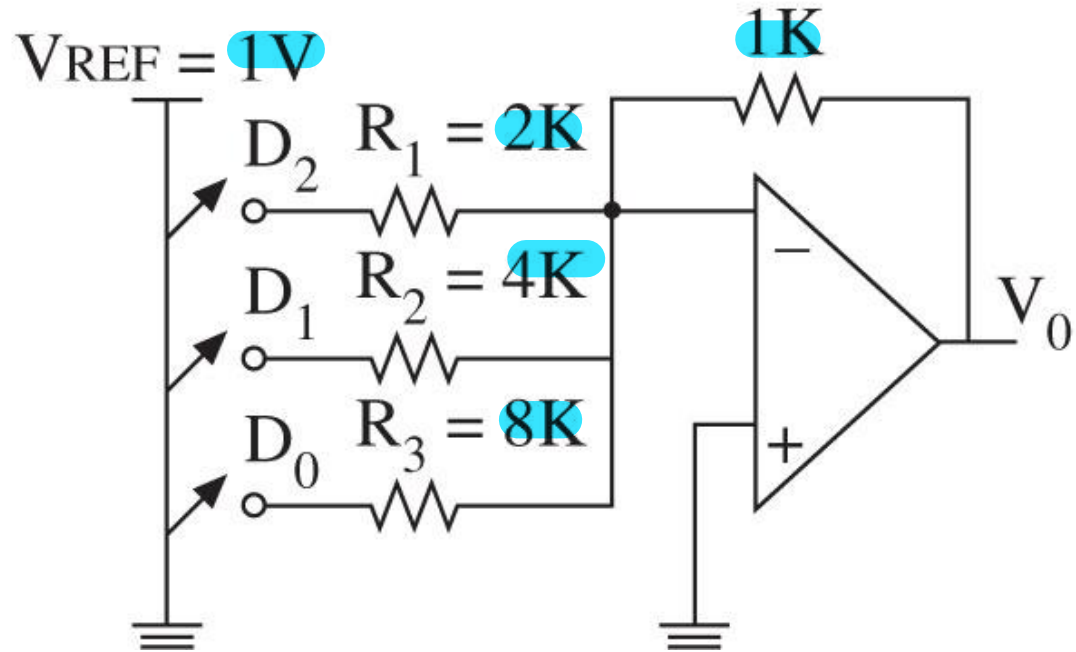 VREF = 1V
1K
D2
R1 = 2K
D1
R2 = 4K
D0
R3 = 8K
−
+
V0